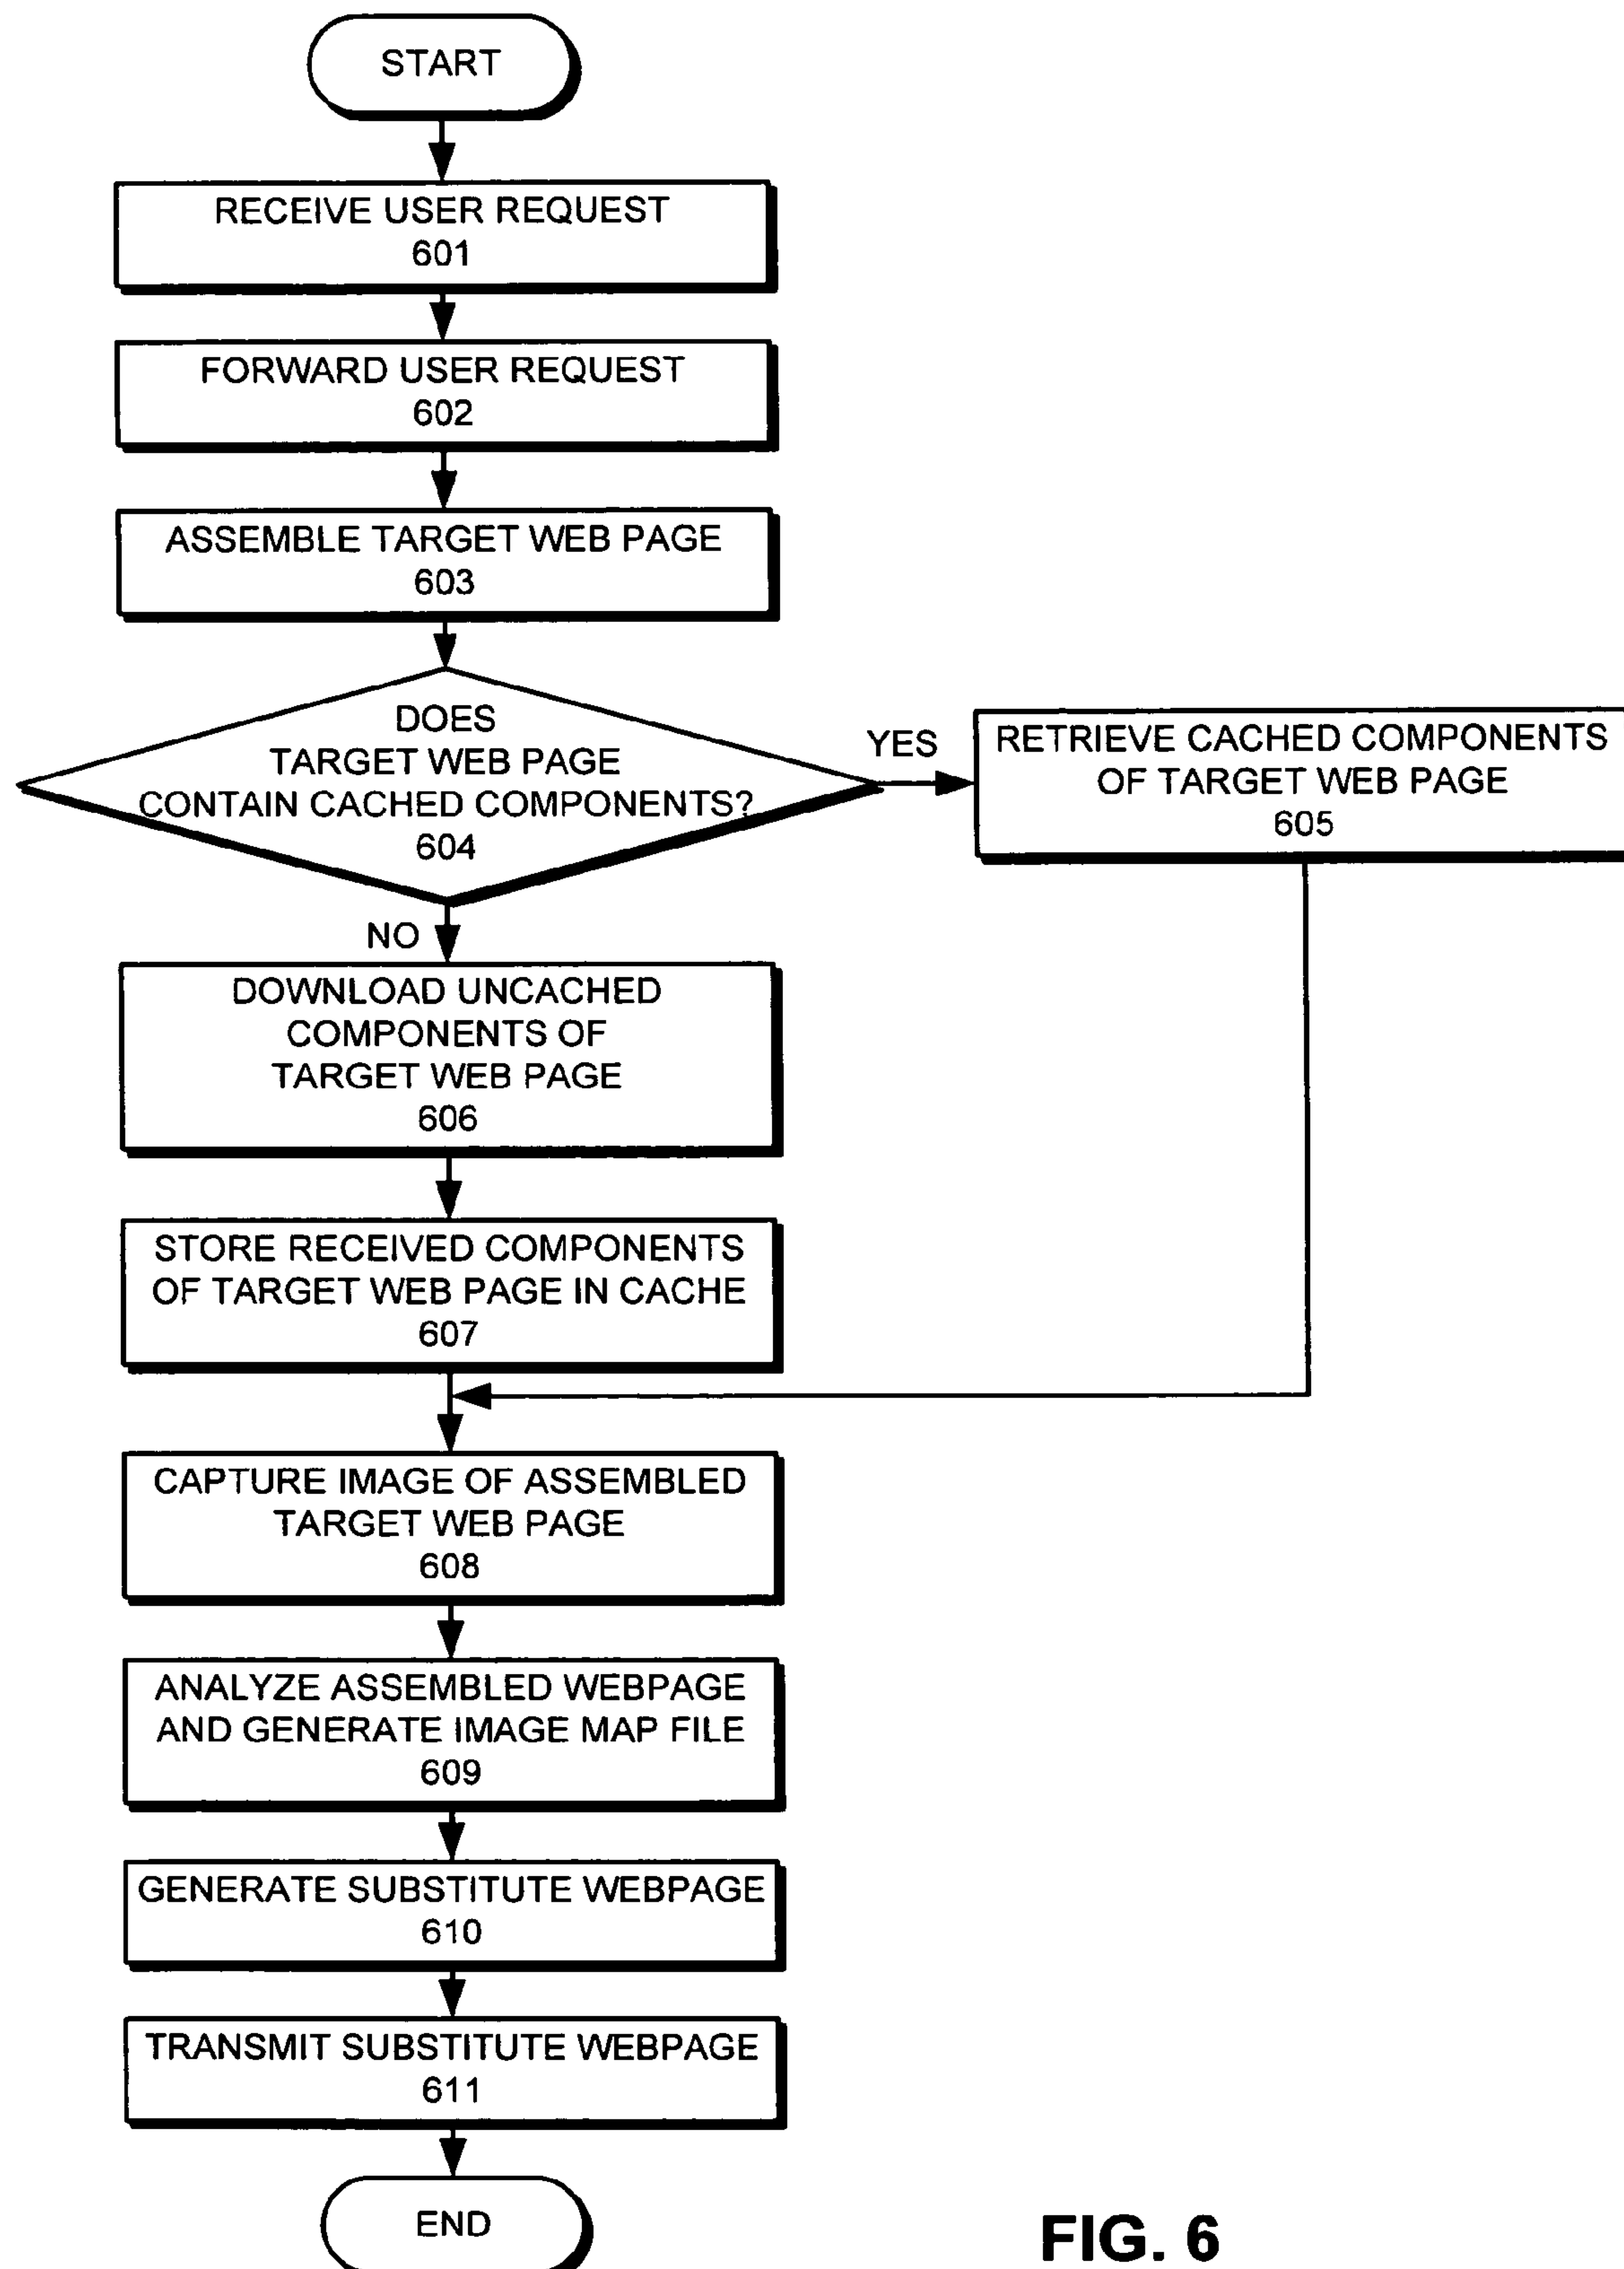 START
RECEIVE USER REQUEST
601
FORWARD USER REQUEST
602
ASSEMBLE TARGET WEB PAGE
603
DOES
TARGET WEB PAGE
CONTAIN CACHED COMPONENTS?
604
YES
RETRIEVE CACHED COMPONENTS
OF TARGET WEB PAGE
605
NO
DOWNLOAD UNCACHED
COMPONENTS OF
TARGET WEB PAGE
606
STORE RECEIVED COMPONENTS
OF TARGET WEB PAGE IN CACHE
607
CAPTURE IMAGE OF ASSEMBLED
TARGET WEB PAGE
608
ANALYZE ASSEMBLED WEBPAGE
AND GENERATE IMAGE MAP FILE
609
GENERATE SUBSTITUTE WEBPAGE
610
TRANSMIT SUBSTITUTE WEBPAGE
611
END
FIG. 6